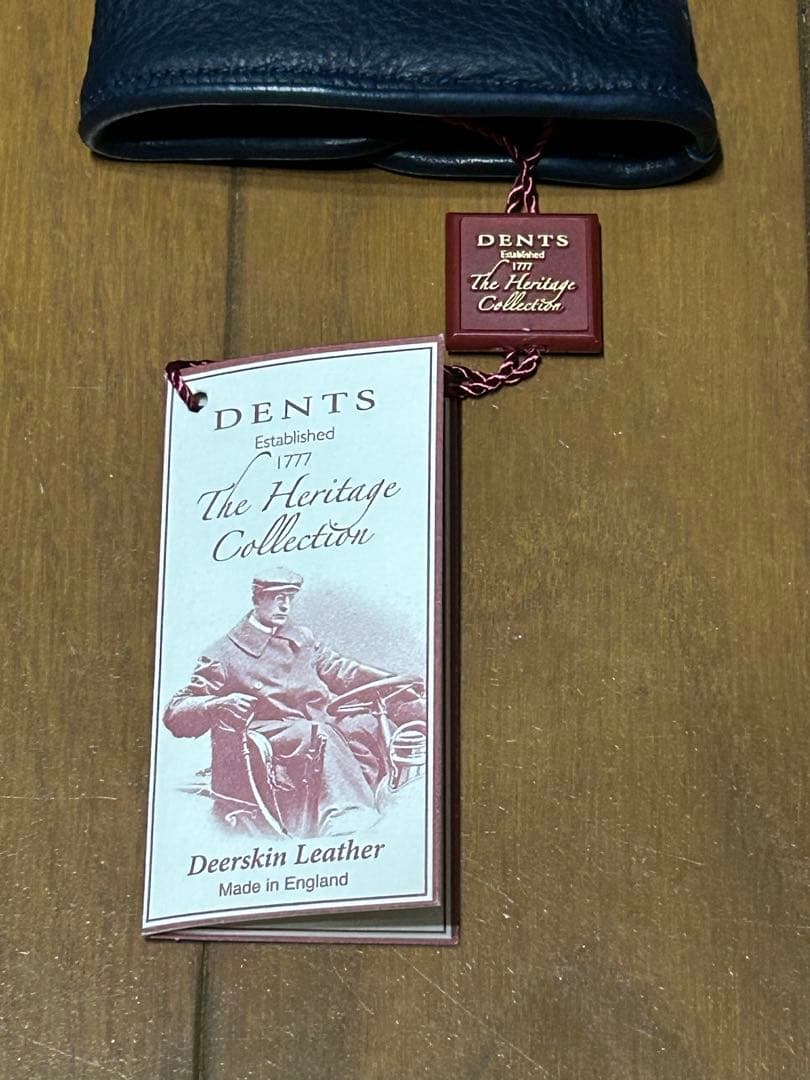 DENTS
Established
1777
The Heritage
Collection
DENTS
Established
1777
The Heritage
Collection
Deerskin Leather
Made in England